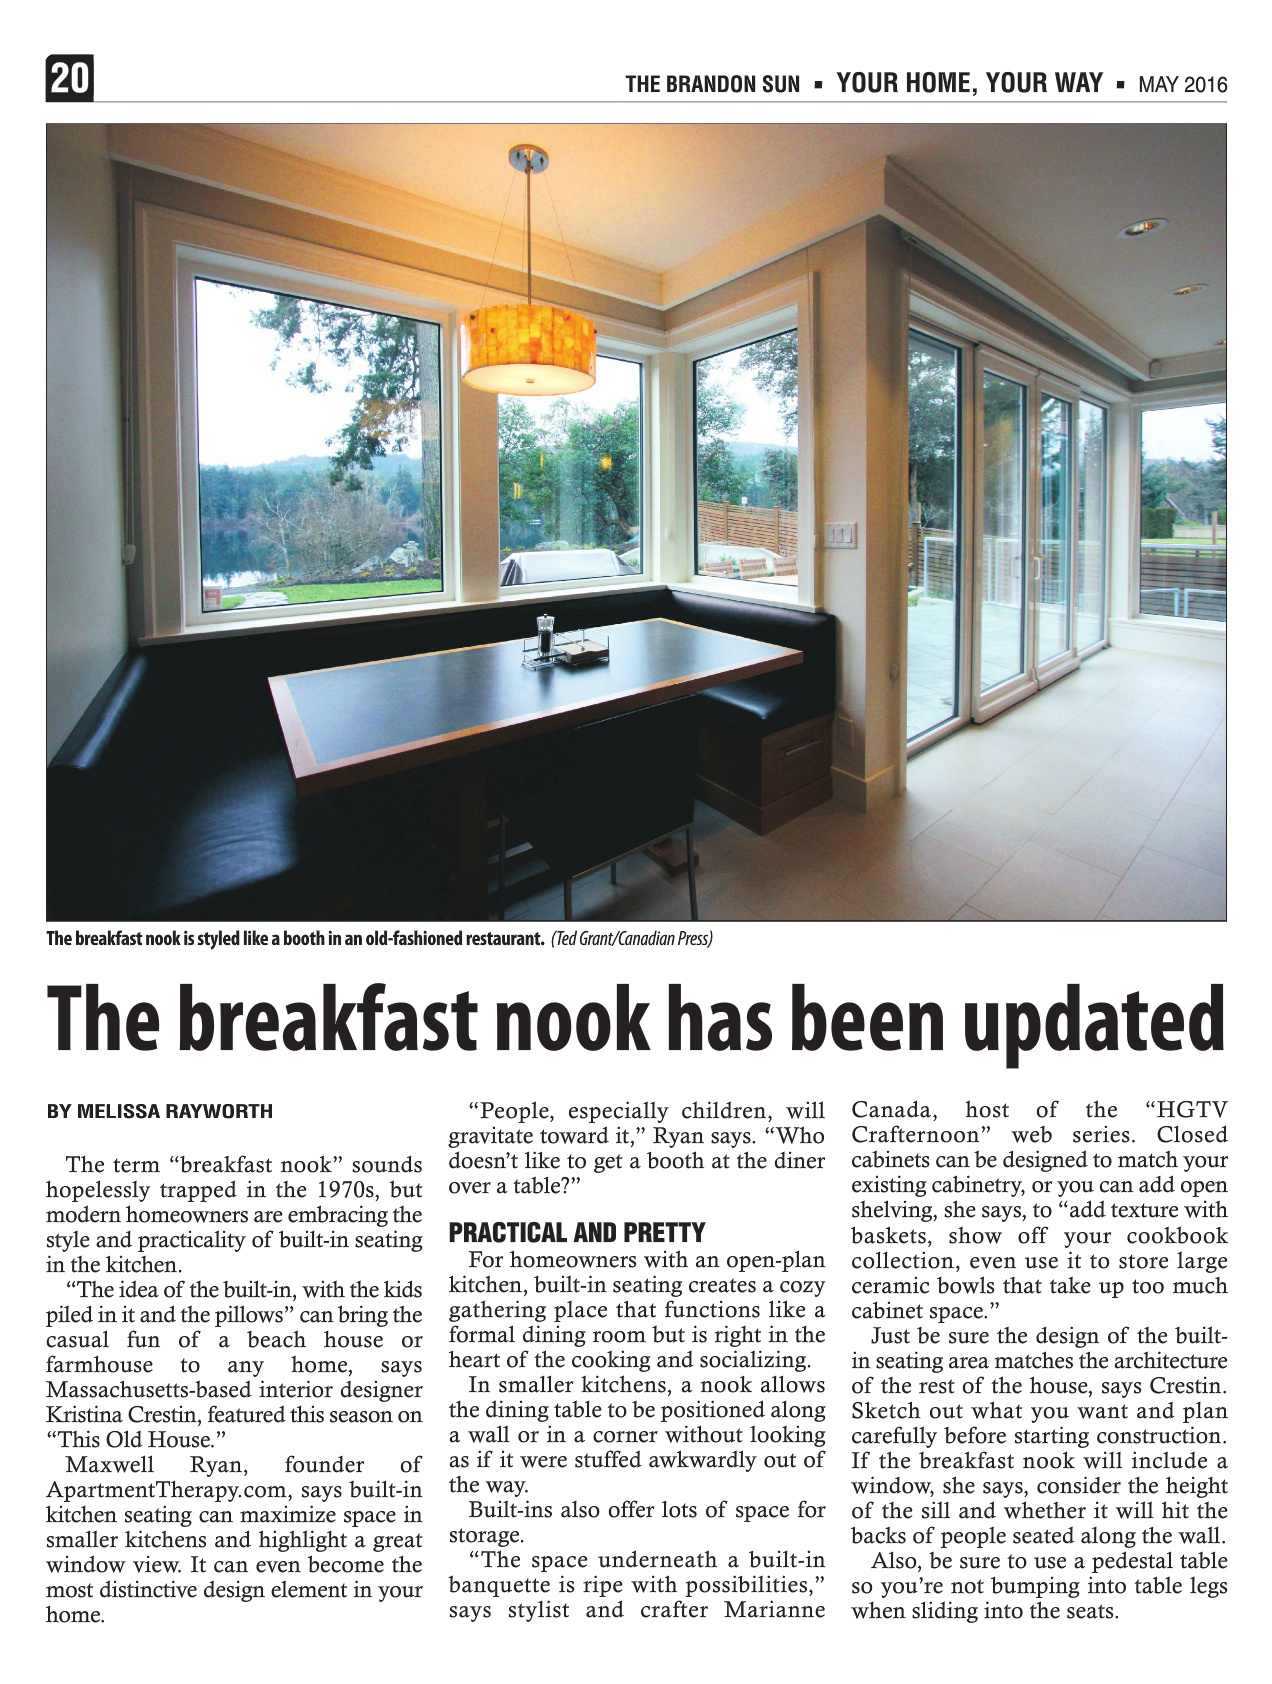 20
THE BRANDON SUN ▪ YOUR HOME, YOUR WAY ▪ MAY 2016
The breakfast nook is styled like a booth in an old-fashioned restaurant. (Ted Grant/Canadian Press)
The breakfast nook has been updated
BY MELISSA RAYWORTH
The term “breakfast nook” sounds
hopelessly trapped in the 1970s, but
modern homeowners are embracing the
style and practicality of built-in seating
in the kitchen.
“The idea of the built-in, with the kids
piled in it and the pillows” can bring the
casual fun of a beach house or
farmhouse to any home, says
Massachusetts-based interior designer
Kristina Crestin, featured this season on
“This Old House.”
Maxwell Ryan, founder of
ApartmentTherapy.com, says built-in
kitchen seating can maximize space in
smaller kitchens and highlight a great
window view. It can even become the
most distinctive design element in your
home.
“People, especially children, will
gravitate toward it,” Ryan says. “Who
doesn’t like to get a booth at the diner
over a table?”
PRACTICAL AND PRETTY
For homeowners with an open-plan
kitchen, built-in seating creates a cozy
gathering place that functions like a
formal dining room but is right in the
heart of the cooking and socializing.
In smaller kitchens, a nook allows
the dining table to be positioned along
a wall or in a corner without looking
as if it were stuffed awkwardly out of
the way.
Built-ins also offer lots of space for
storage.
“The space underneath a built-in
banquette is ripe with possibilities,”
says stylist and crafter Marianne
Canada, host of the “HGTV
Crafternoon” web series. Closed
cabinets can be designed to match your
existing cabinetry, or you can add open
shelving, she says, to “add texture with
baskets, show off your cookbook
collection, even use it to store large
ceramic bowls that take up too much
cabinet space.”
Just be sure the design of the built-
in seating area matches the architecture
of the rest of the house, says Crestin.
Sketch out what you want and plan
carefully before starting construction.
If the breakfast nook will include a
window, she says, consider the height
of the sill and whether it will hit the
backs of people seated along the wall.
Also, be sure to use a pedestal table
so you’re not bumping into table legs
when sliding into the seats.